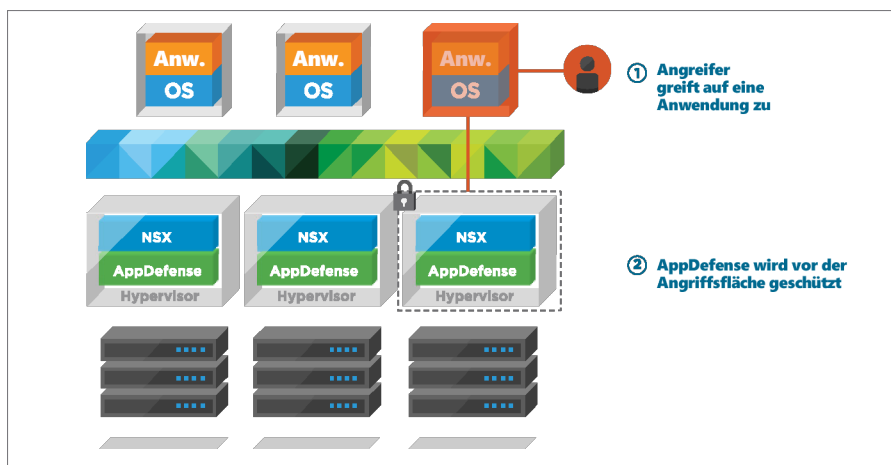 Anw.
OS
Anw.
OS
Anw.
OS
① Angreifer
greift auf eine
Anwendung zu
NSX
AppDefense
Hypervisor
NSX
AppDefense
Hypervisor
NSX
AppDefense
Hypervisor
② AppDefense wird vor der
Angriffsfläche geschützt